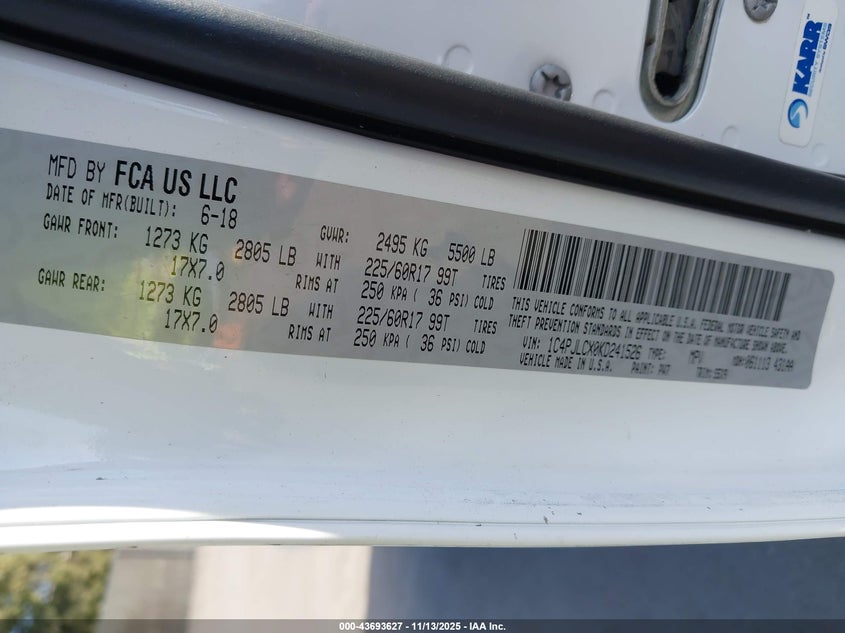 KARR
MFD BY FCA US LLC
DATE OF MFR(BUILT): 6-18
GAWR FRONT: 1273 KG 2805 LB
17X7.0 RIMS AT
GAWR REAR: 1273 KG 2805 LB WITH
17X7.0 RIMS AT
GVWR: 2495 KG 5500 LB
WITH 225/60R17 99T TIRES
250 KPA ( 36 PSI) COLD
225/60R17 99T TIRES
250 KPA ( 36 PSI) COLD
THIS VEHICLE CONFORMS TO ALL APPLICABLE U.S.A. FEDERAL MOTOR VEHICLE SAFETY AND
THEFT PREVENTION STANDARDS IN EFFECT ON THE DATE OF MANUFACTURE SHOWN ABOVE.
VIN: 1C4PJLCX0KD241526 TYPE: MPV
VEHICLE MADE IN U.S.A. PAINT: PW7
000-43693627 - 11/13/2025 - IAA Inc.